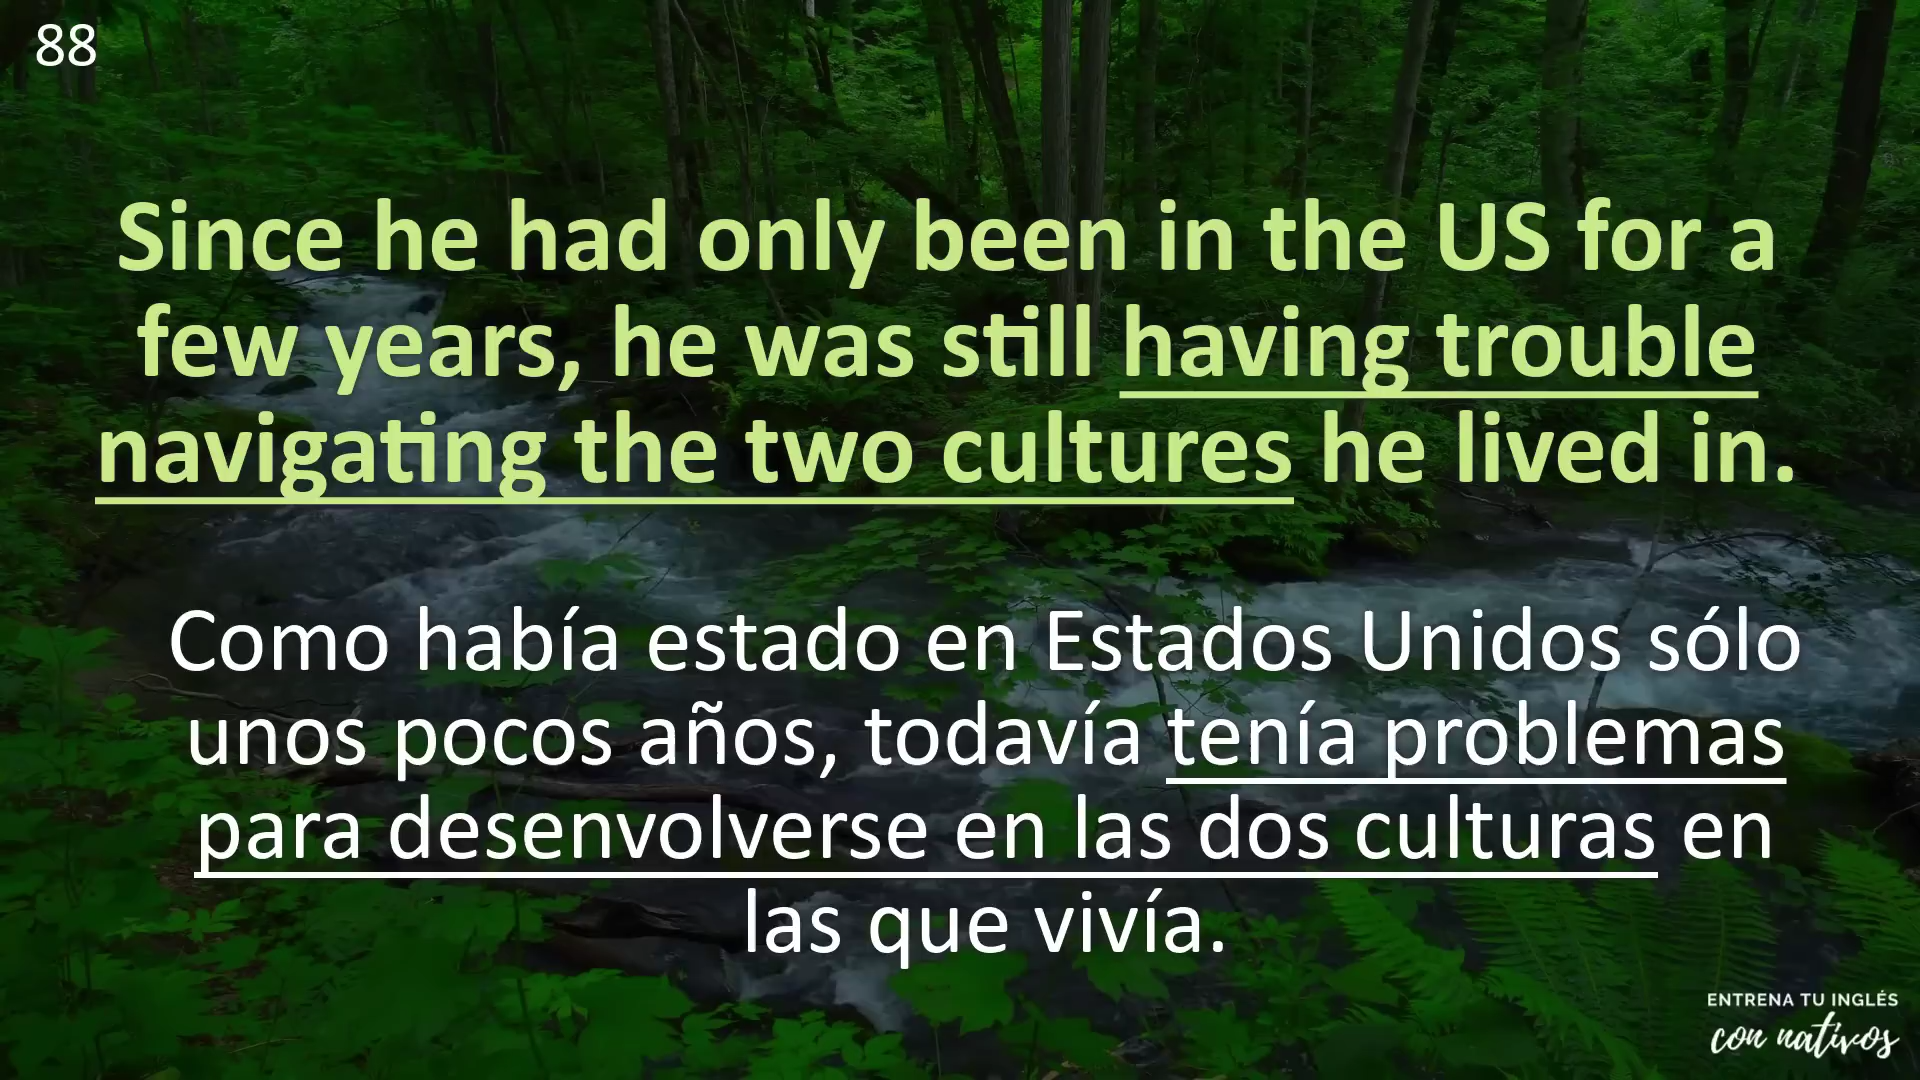 88
Since he had only been in the US for a
few years, he was still having trouble
navigating the two cultures he lived in.
Como había estado en Estados Unidos sólo
unos pocos años, todavía tenía problemas
para desenvolverse en las dos culturas en
las que vivía.
ENTRENA TU INGLÉS
con nativos